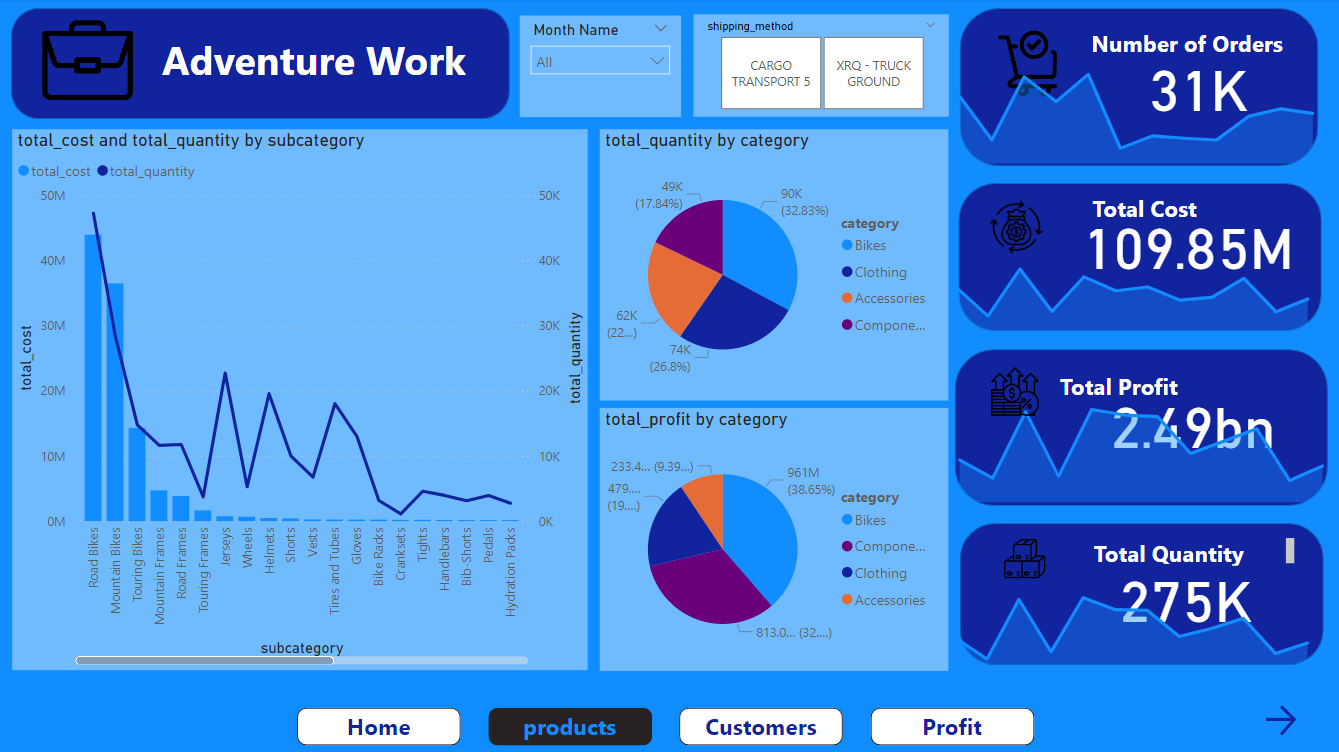 Adventure Work
Month Name
All
shipping_method
CARGO
TRANSPORT 5
XRQ - TRUCK
GROUND
Number of Orders
31K
total_cost and total_quantity by subcategory
total_cost total_quantity
50M
40M
30M
20M
10M
0M
50K
40K
30K
20K
10K
0K
total_cost
total_quantity
Road Bikes
Mountain Bikes
Touring Bikes
Mountain Frames
Road Frames
Touring Frames
Jerseys
Wheels
Helmets
Shorts
Vests
Tires and Tubes
Gloves
Bike Racks
Cranksets
Tights
Handlebars
Bib-Shorts
Pedals
Hydration Packs
subcategory
total_quantity by category
49K
(17.84%)
90K
(32.83%)
62K
(22...)
74K
(26.8%)
category
Bikes
Clothing
Accessories
Compone...
total_profit by category
233.4... (9.39...)
961M
(38.65%)
479....
(19....)
813.0... (32....)
category
Bikes
Compone...
Clothing
Accessories
Total Cost
109.85M
Total Profit
2.49bn
Total Quantity
275K
Home
products
Customers
Profit